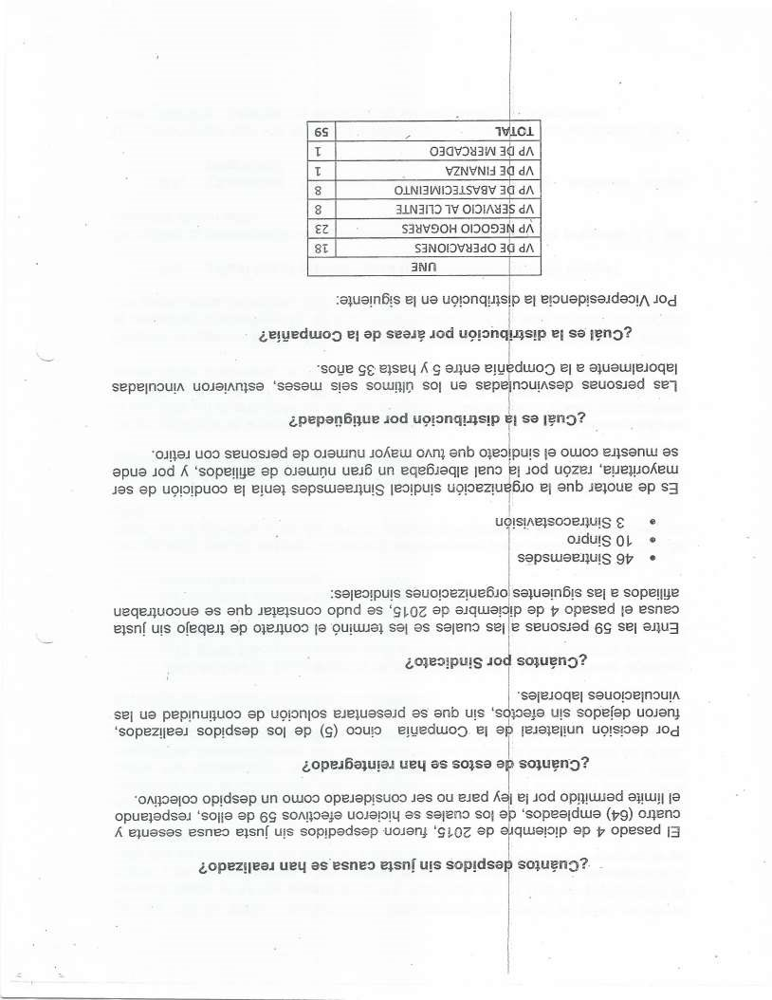 ¿Cuántos despidos sin justa causa se han realizado?
El pasado 4 de diciembre de 2015, fueron despedidos sin justa causa sesenta y
cuatro (64) empleados, de los cuales se hicieron efectivos 59 de ellos, respetando
el límite permitido por la ley para no ser considerado como un despido colectivo.
¿Cuántos de estos se han reintegrado?
Por decisión unilateral de la Compañía cinco (5) de los despidos realizados,
fueron dejados sin efectos, sin que se presentara solución de continuidad en las
vinculaciones laborales.
¿Cuántos por Sindicato?
Entre las 59 personas a las cuales se les terminó el contrato de trabajo sin justa
causa el pasado 4 de diciembre de 2015, se pudo constatar que se encontraban
afiliados a las siguientes organizaciones sindicales:
• 46 Sintraemsdes
• 10 Sinpro
• 3 Sintracostavisión
Es de anotar que la organización sindical Sintraemsdes tenía la condición de ser
mayoritaria, razón por la cual albergaba un gran número de afiliados, y por ende
se muestra como el sindicato que tuvo mayor numero de personas con retiro.
¿Cuál es la distribución por antigüedad?
Las personas desvinculadas en los últimos seis meses, estuvieron vinculadas
laboralmente a la Compañía entre 5 y hasta 35 años.
¿Cuál es la distribución por áreas de la Compañía?
Por Vicepresidencia la distribución en la siguiente:
UNE
VP DE OPERACIONES 18
VP NEGOCIO HOGARES 23
VP SERVICIO AL CLIENTE 8
VP DE ABASTECIMIENTO 8
VP DE FINANZA 1
VP DE MERCADEO 1
TOTAL 59